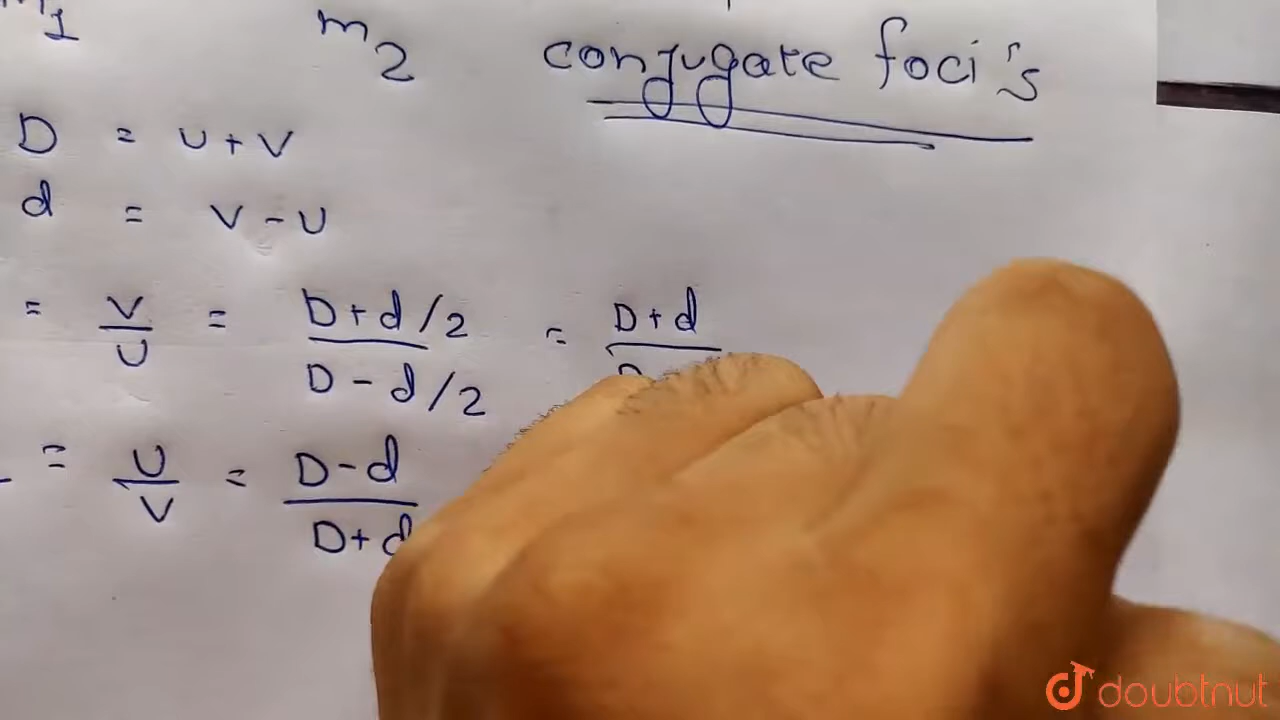 m1 m2 conjugate foci's
D = U + V
d = V - U
= V/U = D+d/2 / D-d/2 = D+d
= U/V = D-d / D+d
doubtnut